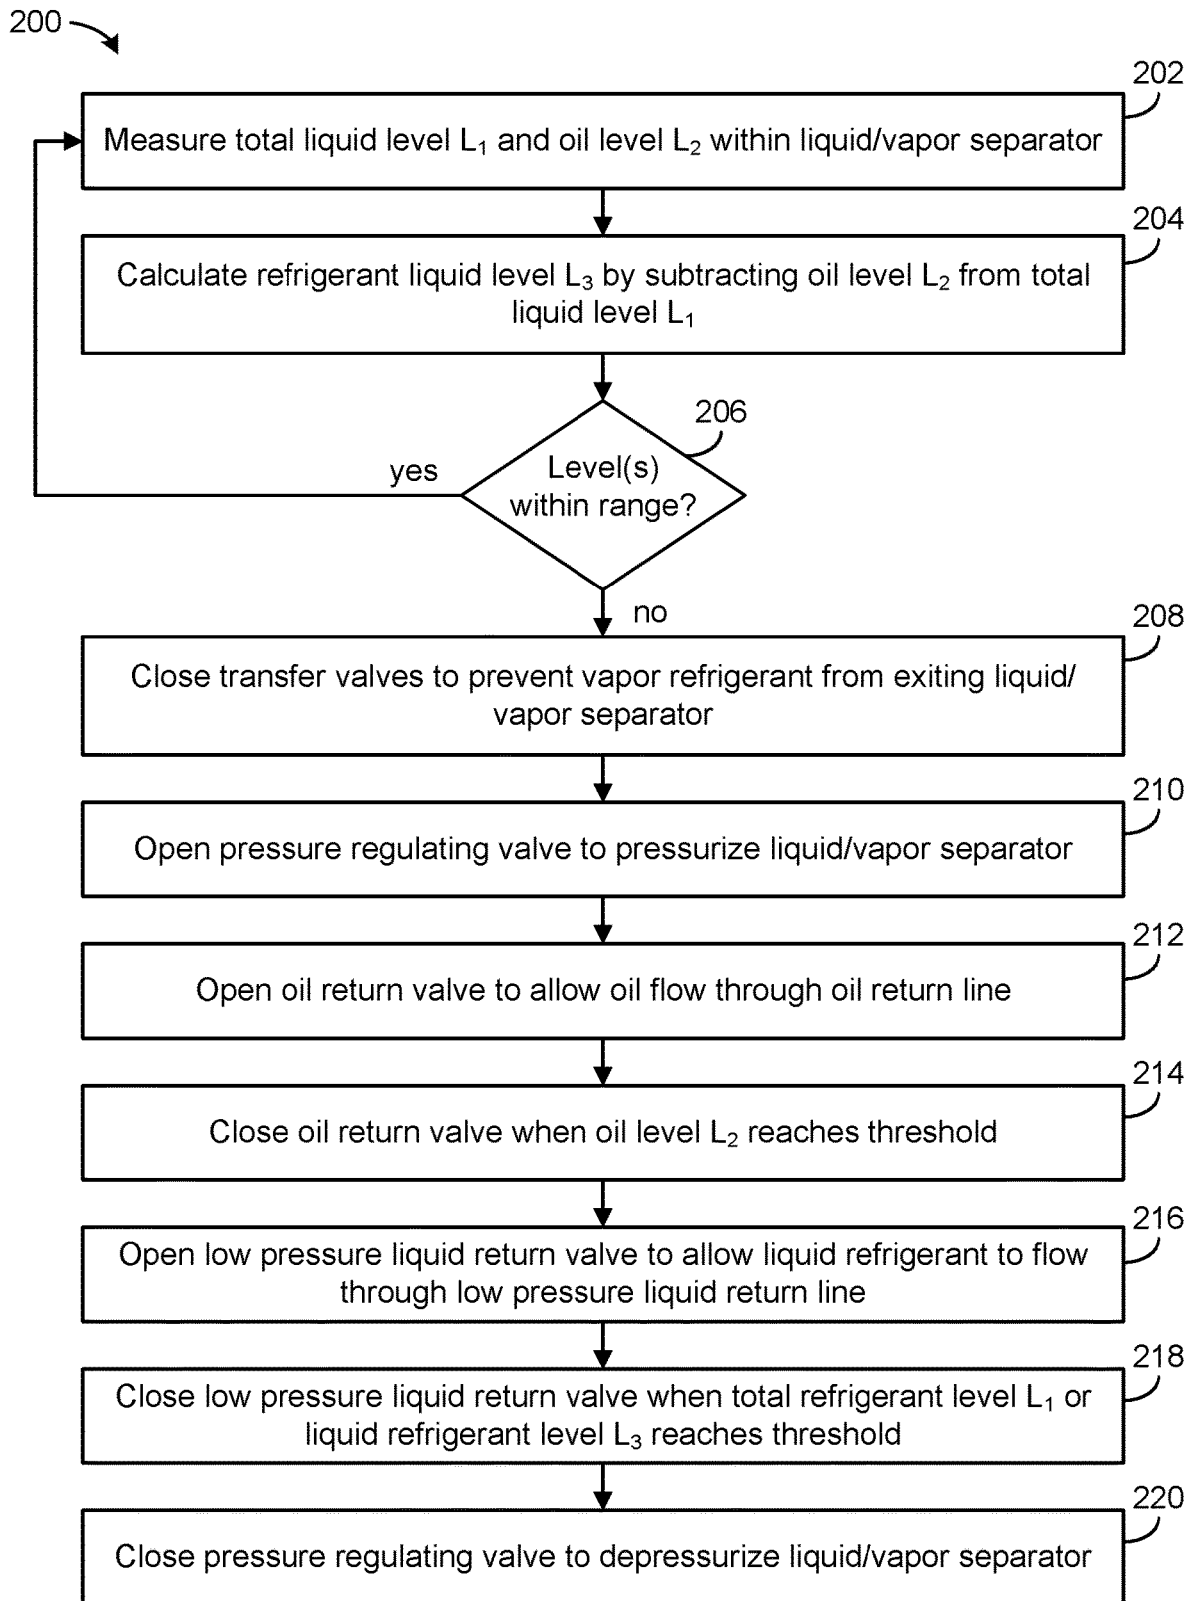 200
202
Measure total liquid level L₁ and oil level L₂ within liquid/vapor separator
204
Calculate refrigerant liquid level L₃ by subtracting oil level L₂ from total
liquid level L₁
206
Level(s)
within range?
yes
no
208
Close transfer valves to prevent vapor refrigerant from exiting liquid/
vapor separator
210
Open pressure regulating valve to pressurize liquid/vapor separator
212
Open oil return valve to allow oil flow through oil return line
214
Close oil return valve when oil level L₂ reaches threshold
216
Open low pressure liquid return valve to allow liquid refrigerant to flow
through low pressure liquid return line
218
Close low pressure liquid return valve when total refrigerant level L₁ or
liquid refrigerant level L₃ reaches threshold
220
Close pressure regulating valve to depressurize liquid/vapor separator